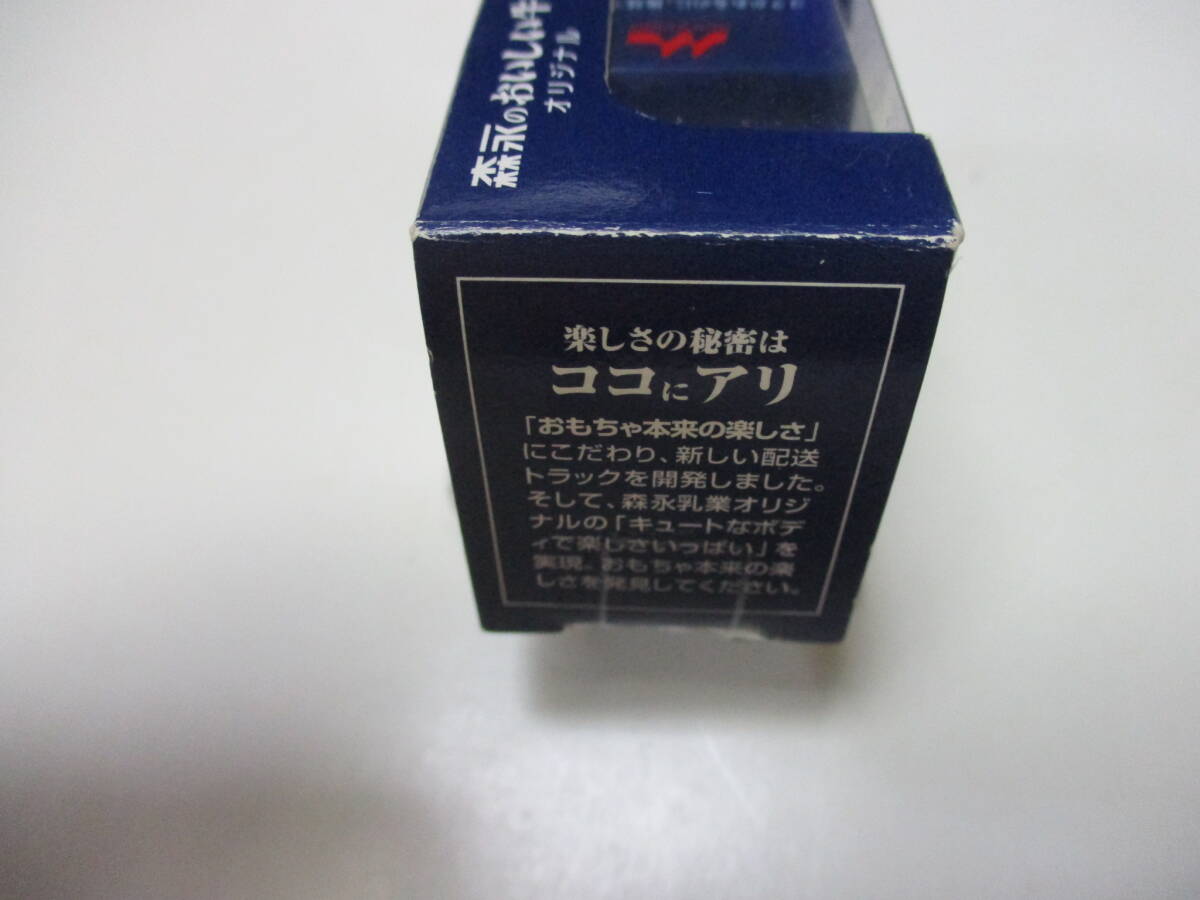 森永のおいしい牛
オリジナル
楽しさの秘密は
ココにアリ
「おもちゃ本来の楽しさ」
にこだわり、新しい配送
トラックを開発しました。
そして、森永乳業オリジ
ナルの「キュートなボデ
ィで楽しさいっぱい」を
実現。おもちゃ本来の楽
しさを発見してください。